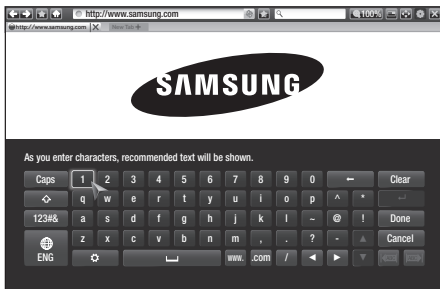 http://www.samsung.com 100%
http://www.samsung.com New Tab
SAMSUNG
As you enter characters, recommended text will be shown.
Caps 1 2 3 4 5 6 7 8 9 0 ← Clear
q w e r t y u i o p ^ * ↵
123#& a s d f g h j k l ~ @ ! Done
z x c v b n m , . ? - ▲ Cancel
ENG www. .com / ◀ ▶ ▼